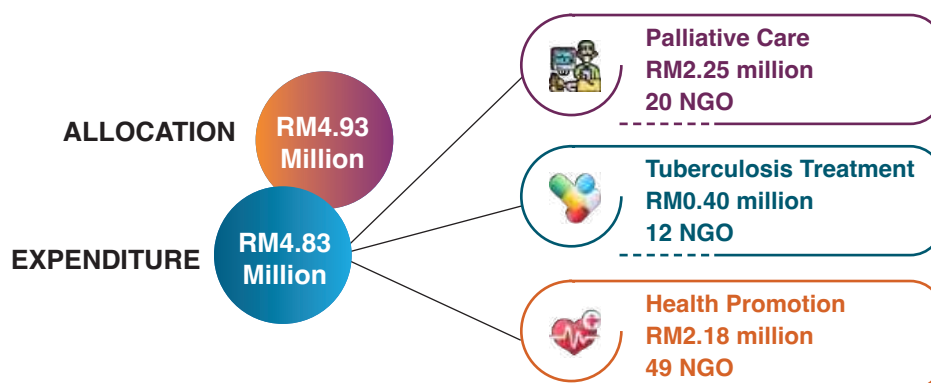 ALLOCATION
RM4.93
Million
EXPENDITURE
RM4.83
Million
Palliative Care
RM2.25 million
20 NGO
Tuberculosis Treatment
RM0.40 million
12 NGO
Health Promotion
RM2.18 million
49 NGO